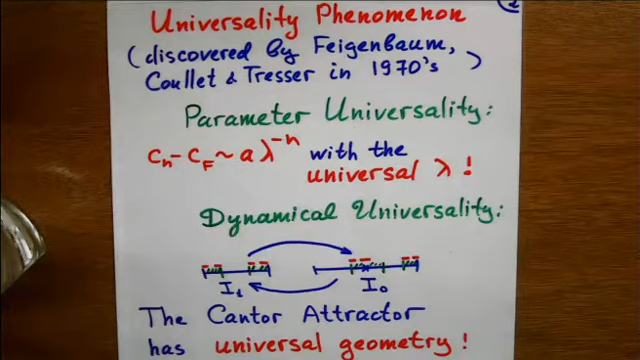 Universality Phenomenon
(discovered by Feigenbaum,
Coullet & Tresser in 1970's )
Parameter Universality:
Cn - CF ~ a λ^-n with the
universal λ !
Dynamical Universality:
I1 I0
The Cantor Attractor
has universal geometry !